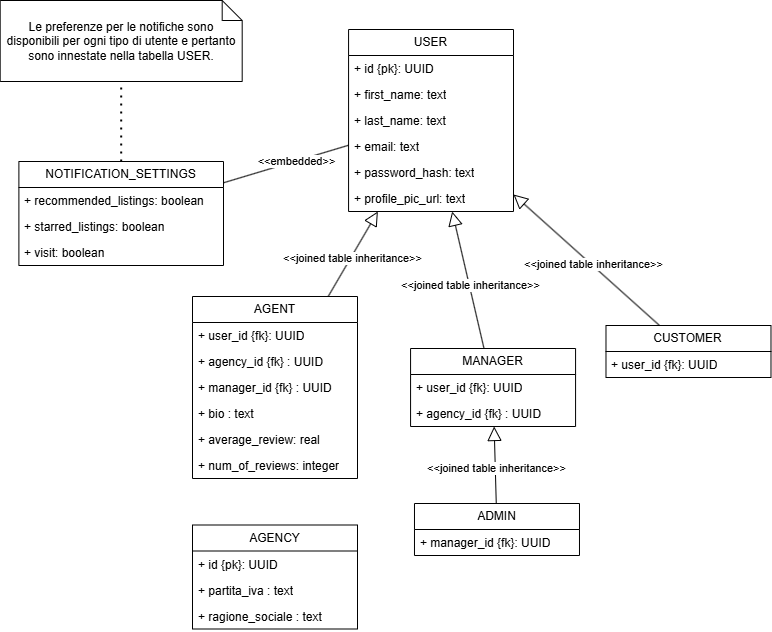 Le preferenze per le notifiche sono
disponibili per ogni tipo di utente e pertanto
sono innestate nella tabella USER.
USER
+ id {pk}: UUID
+ first_name: text
+ last_name: text
+ email: text
+ password_hash: text
+ profile_pic_url: text
<<embedded>>
NOTIFICATION_SETTINGS
+ recommended_listings: boolean
+ starred_listings: boolean
+ visit: boolean
<<joined table inheritance>>
<<joined table inheritance>>
<<joined table inheritance>>
AGENT
+ user_id {fk}: UUID
+ agency_id {fk} : UUID
+ manager_id {fk} : UUID
+ bio : text
+ average_review: real
+ num_of_reviews: integer
MANAGER
+ user_id {fk}: UUID
+ agency_id {fk} : UUID
CUSTOMER
+ user_id {fk}: UUID
<<joined table inheritance>>
ADMIN
+ manager_id {fk}: UUID
AGENCY
+ id {pk}: UUID
+ partita_iva : text
+ ragione_sociale : text